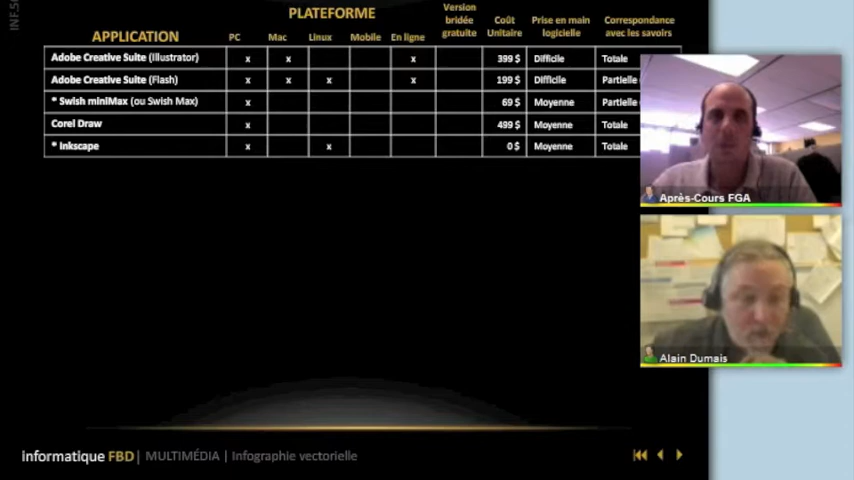 PLATEFORME
Version bridée gratuite
Coût Unitaire
Prise en main logicielle
Correspondance avec les savoirs
APPLICATION PC Mac Linux Mobile En ligne
Adobe Creative Suite (Illustrator) x x x 399 $ Difficile Totale
Adobe Creative Suite (Flash) x x x x 199 $ Difficile Partielle
* Swish miniMax (ou Swish Max) x 69 $ Moyenne Partielle
Corel Draw x 499 $ Moyenne Totale
* Inkscape x x 0 $ Moyenne Totale
Après-Cours FGA
Alain Dumais
informatique FBD | MULTIMÉDIA | Infographie vectorielle